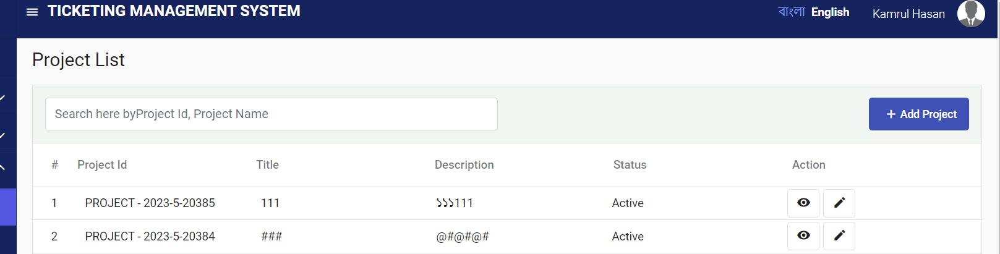 TICKETING MANAGEMENT SYSTEM বাংলা English Kamrul Hasan
Project List
Search here byProject Id, Project Name + Add Project
# Project Id Title Description Status Action
1 PROJECT - 2023-5-20385 111 ১১১111 Active
2 PROJECT - 2023-5-20384 ### @#@#@# Active